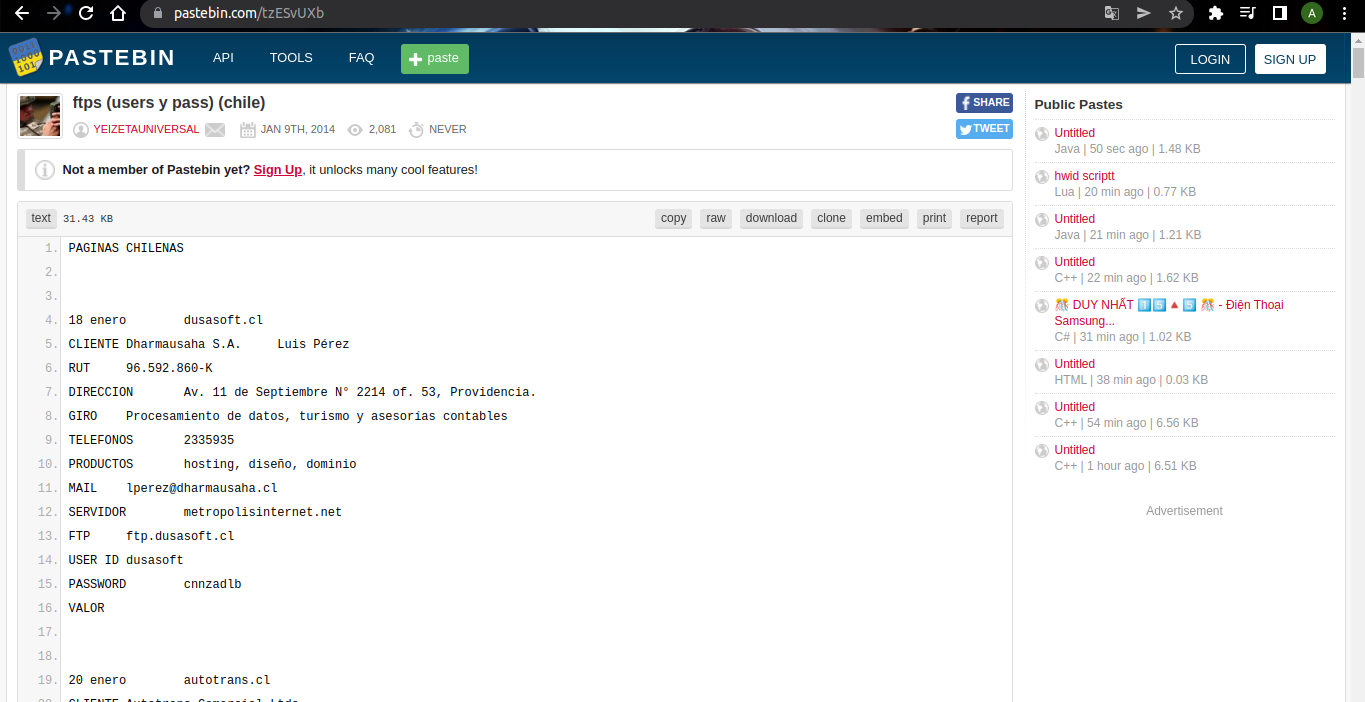 pastebin.com/tzESvUXb
A
PASTEBIN
API
TOOLS
FAQ
paste
LOGIN
SIGN UP
ftps (users y pass) (chile)
YEIZETAUNIVERSAL
JAN 9TH, 2014
2,081
NEVER
SHARE
TWEET
Not a member of Pastebin yet? Sign Up, it unlocks many cool features!
text 31.43 KB
copy raw download clone embed print report
1. PAGINAS CHILENAS
2.
3.
4. 18 enero dusasoft.cl
5. CLIENTE Dharmausaha S.A. Luis Pérez
6. RUT 96.592.860-K
7. DIRECCION Av. 11 de Septiembre N° 2214 of. 53, Providencia.
8. GIRO Procesamiento de datos, turismo y asesorías contables
9. TELEFONOS 2335935
10. PRODUCTOS hosting, diseño, dominio
11. MAIL lperez@dharmausaha.cl
12. SERVIDOR metropolisinternet.net
13. FTP ftp.dusasoft.cl
14. USER ID dusasoft
15. PASSWORD cnnzadlb
16. VALOR
17.
18.
19. 20 enero autotrans.cl
20. CLIENTE Autotrans Comercial Ltda
Public Pastes
Untitled
Java | 50 sec ago | 1.48 KB
hwid scriptt
Lua | 20 min ago | 0.77 KB
Untitled
Java | 21 min ago | 1.21 KB
Untitled
C++ | 22 min ago | 1.62 KB
🎊 DUY NHẤT 1️⃣5️⃣🔺5️⃣ 🎊 - Điện Thoại
Samsung...
C# | 31 min ago | 1.02 KB
Untitled
HTML | 38 min ago | 0.03 KB
Untitled
C++ | 54 min ago | 6.56 KB
Untitled
C++ | 1 hour ago | 6.51 KB
Advertisement